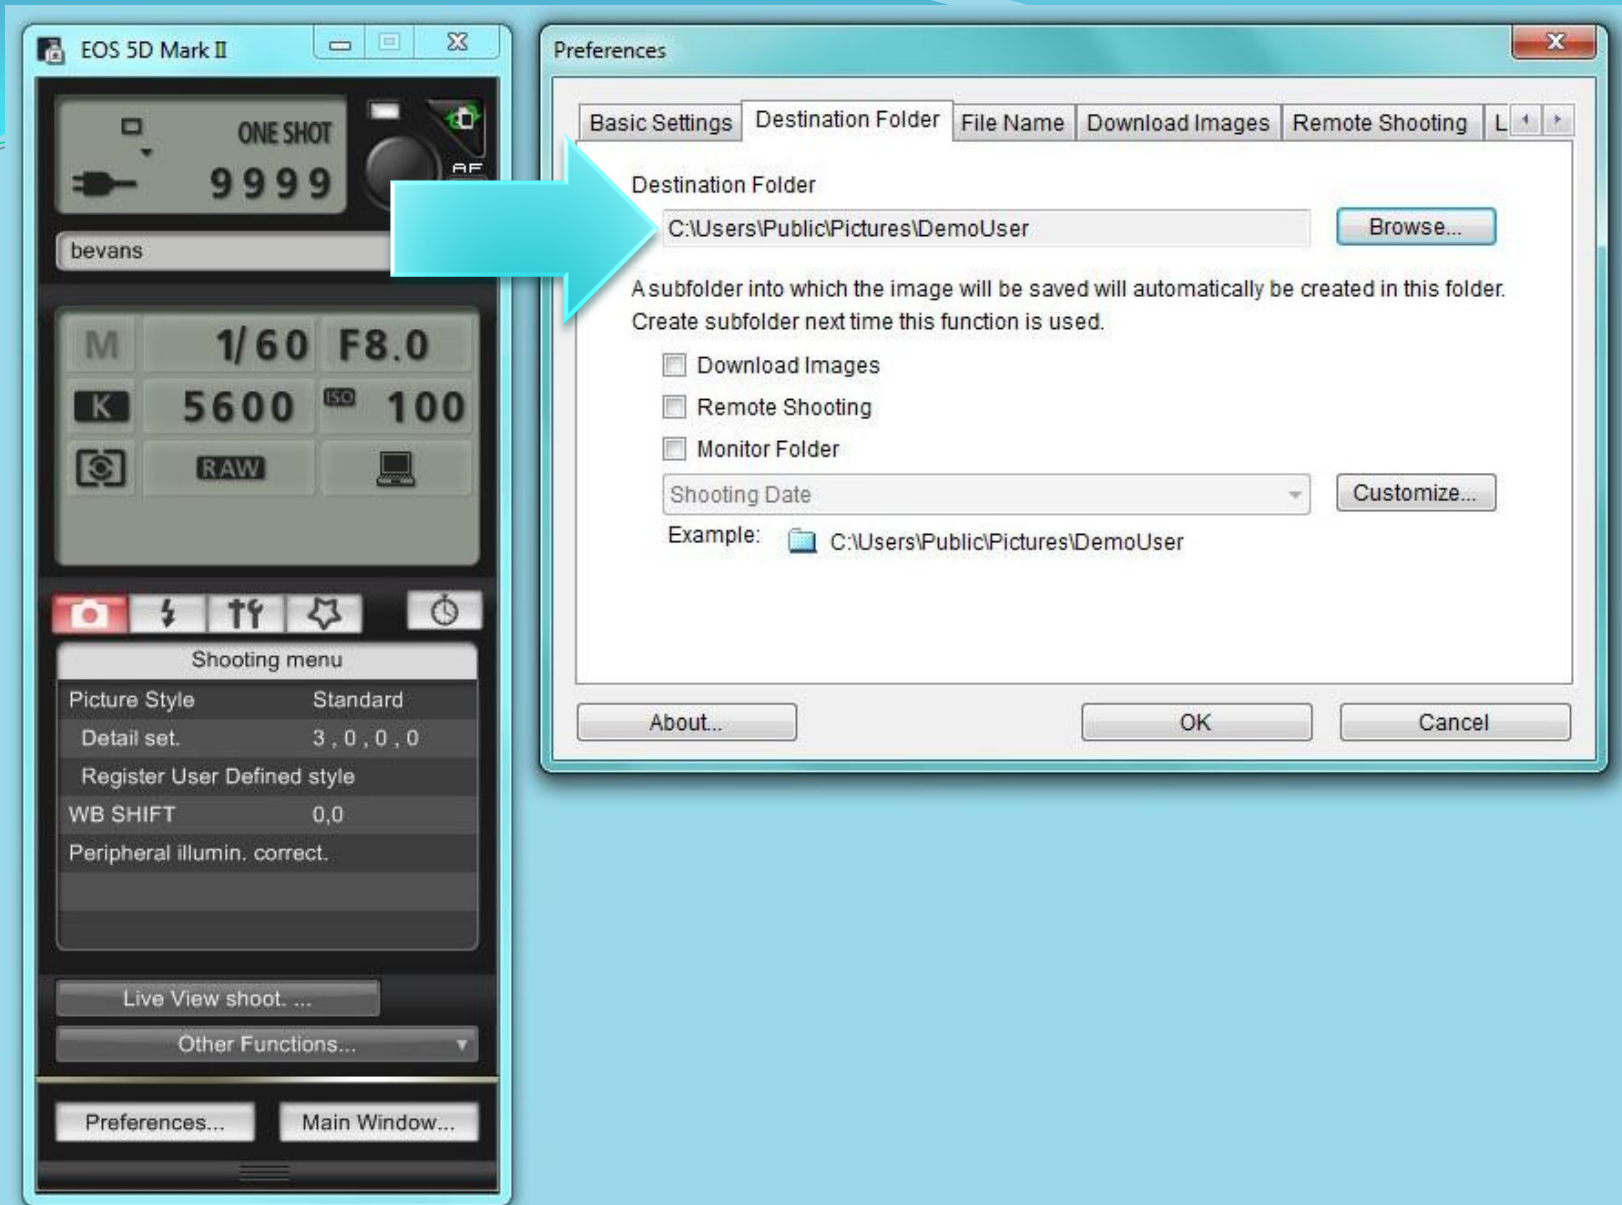 EOS 5D Mark II
ONE SHOT
9999
AF
bevans
M 1/60 F8.0
K 5600 ISO 100
RAW
Shooting menu
Picture Style Standard
Detail set. 3 , 0 , 0 , 0
Register User Defined style
WB SHIFT 0,0
Peripheral illumin. correct.
Live View shoot. ...
Other Functions...
Preferences... Main Window...
Preferences
Basic Settings Destination Folder File Name Download Images Remote Shooting L
Destination Folder
C:\Users\Public\Pictures\DemoUser Browse...
A subfolder into which the image will be saved will automatically be created in this folder.
Create subfolder next time this function is used.
Download Images
Remote Shooting
Monitor Folder
Shooting Date Customize...
Example: C:\Users\Public\Pictures\DemoUser
About... OK Cancel